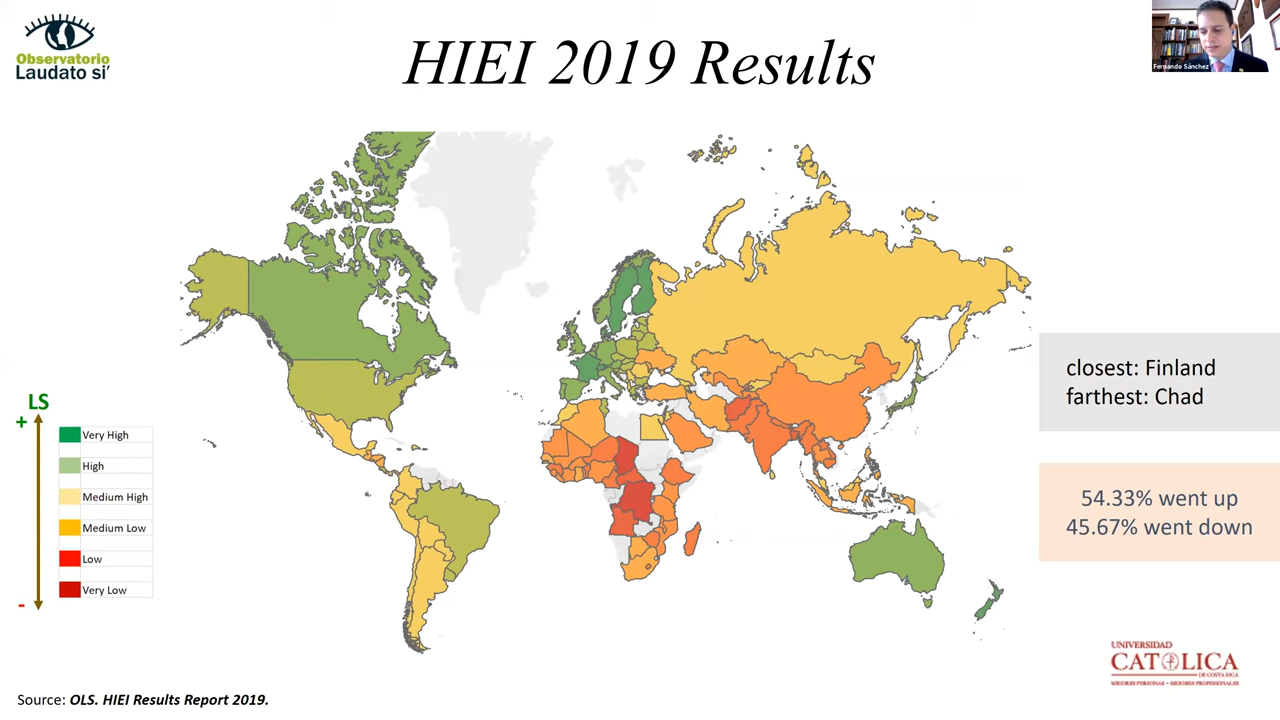 Observatorio
Laudato si'
HIEI 2019 Results
Fernando Sánchez
closest: Finland
farthest: Chad
LS
+
Very High
High
Medium High
Medium Low
Low
Very Low
-
54.33% went up
45.67% went down
UNIVERSIDAD
CATOLICA
DE COSTA RICA
MEJORES PERSONAS • MEJORES PROFESIONALES
Source: OLS. HIEI Results Report 2019.